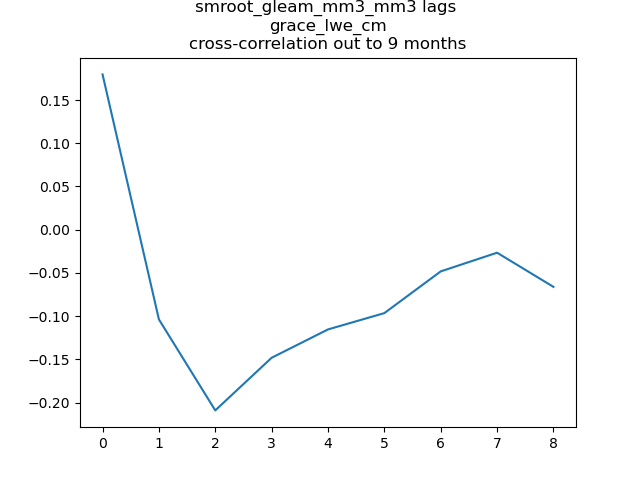 smroot_gleam_mm3_mm3 lags
grace_lwe_cm
cross-correlation out to 9 months
0.15
0.10
0.05
0.00
−0.05
−0.10
−0.15
−0.20
0 1 2 3 4 5 6 7 8